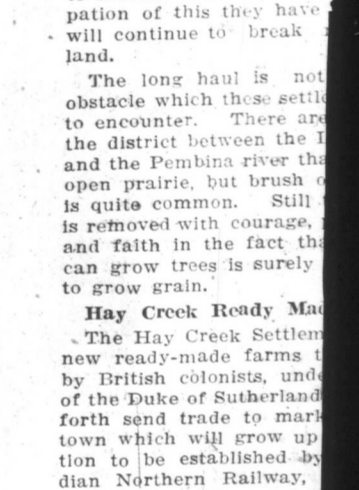 pation of this they have
will continue to break
land.
The long haul is not
obstacle which these settl
to encounter. There are
the district between the
and the Pembina river tha
open prairie, but brush
is quite common. Still
is removed with courage,
and faith in the fact tha
can grow trees is surely
to grow grain.
Hay Creek Ready Mad
The Hay Creek Settlem
new ready-made farms t
by British colonists, unde
of the Duke of Sutherland
forth send trade to mark
town which will grow up
tion to be established by
dian Northern Railway,